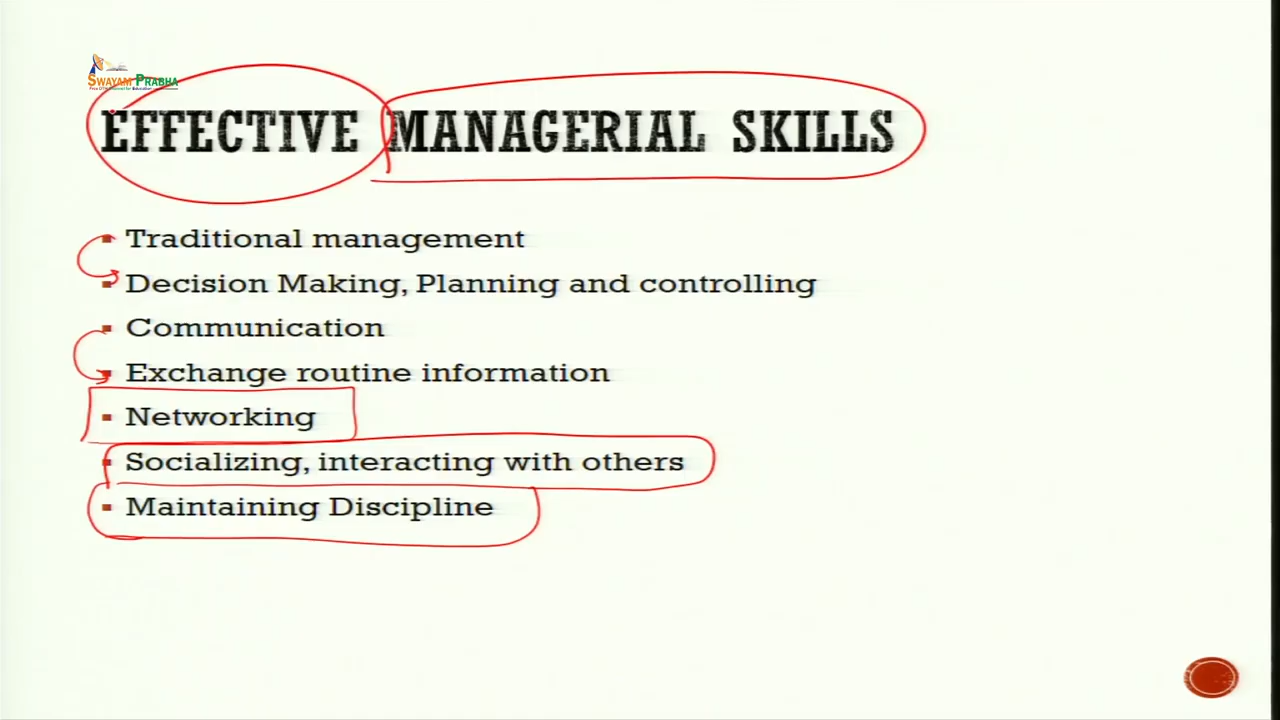 SWAYAM PRABHA
EFFECTIVE MANAGERIAL SKILLS
▪ Traditional management
▪ Decision Making, Planning and controlling
▪ Communication
▪ Exchange routine information
▪ Networking
▪ Socializing, interacting with others
▪ Maintaining Discipline